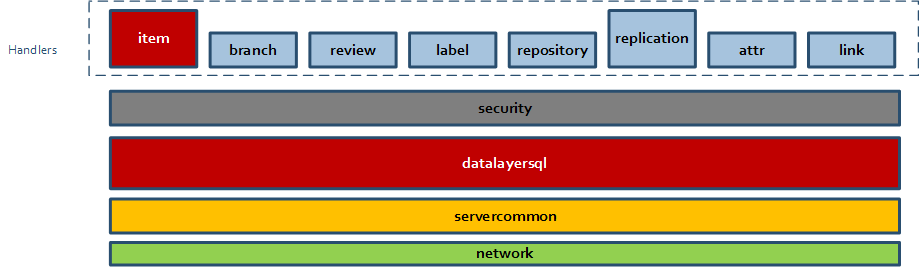 Handlers
item
branch
review
label
repository
replication
attr
link
security
datalayersql
servercommon
network